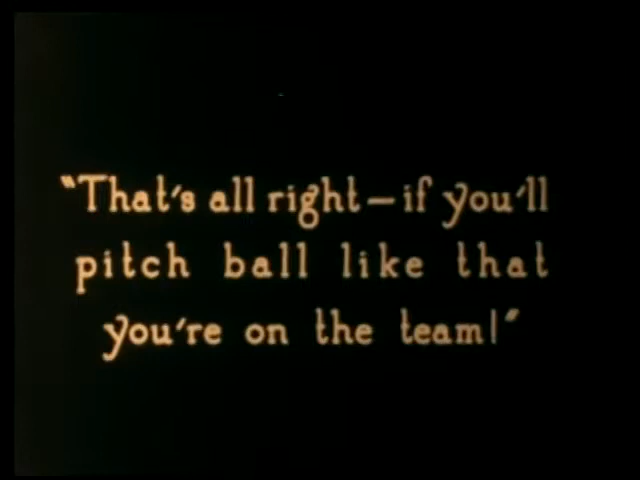 "That's all right—if you'll
pitch ball like that
you're on the team!"